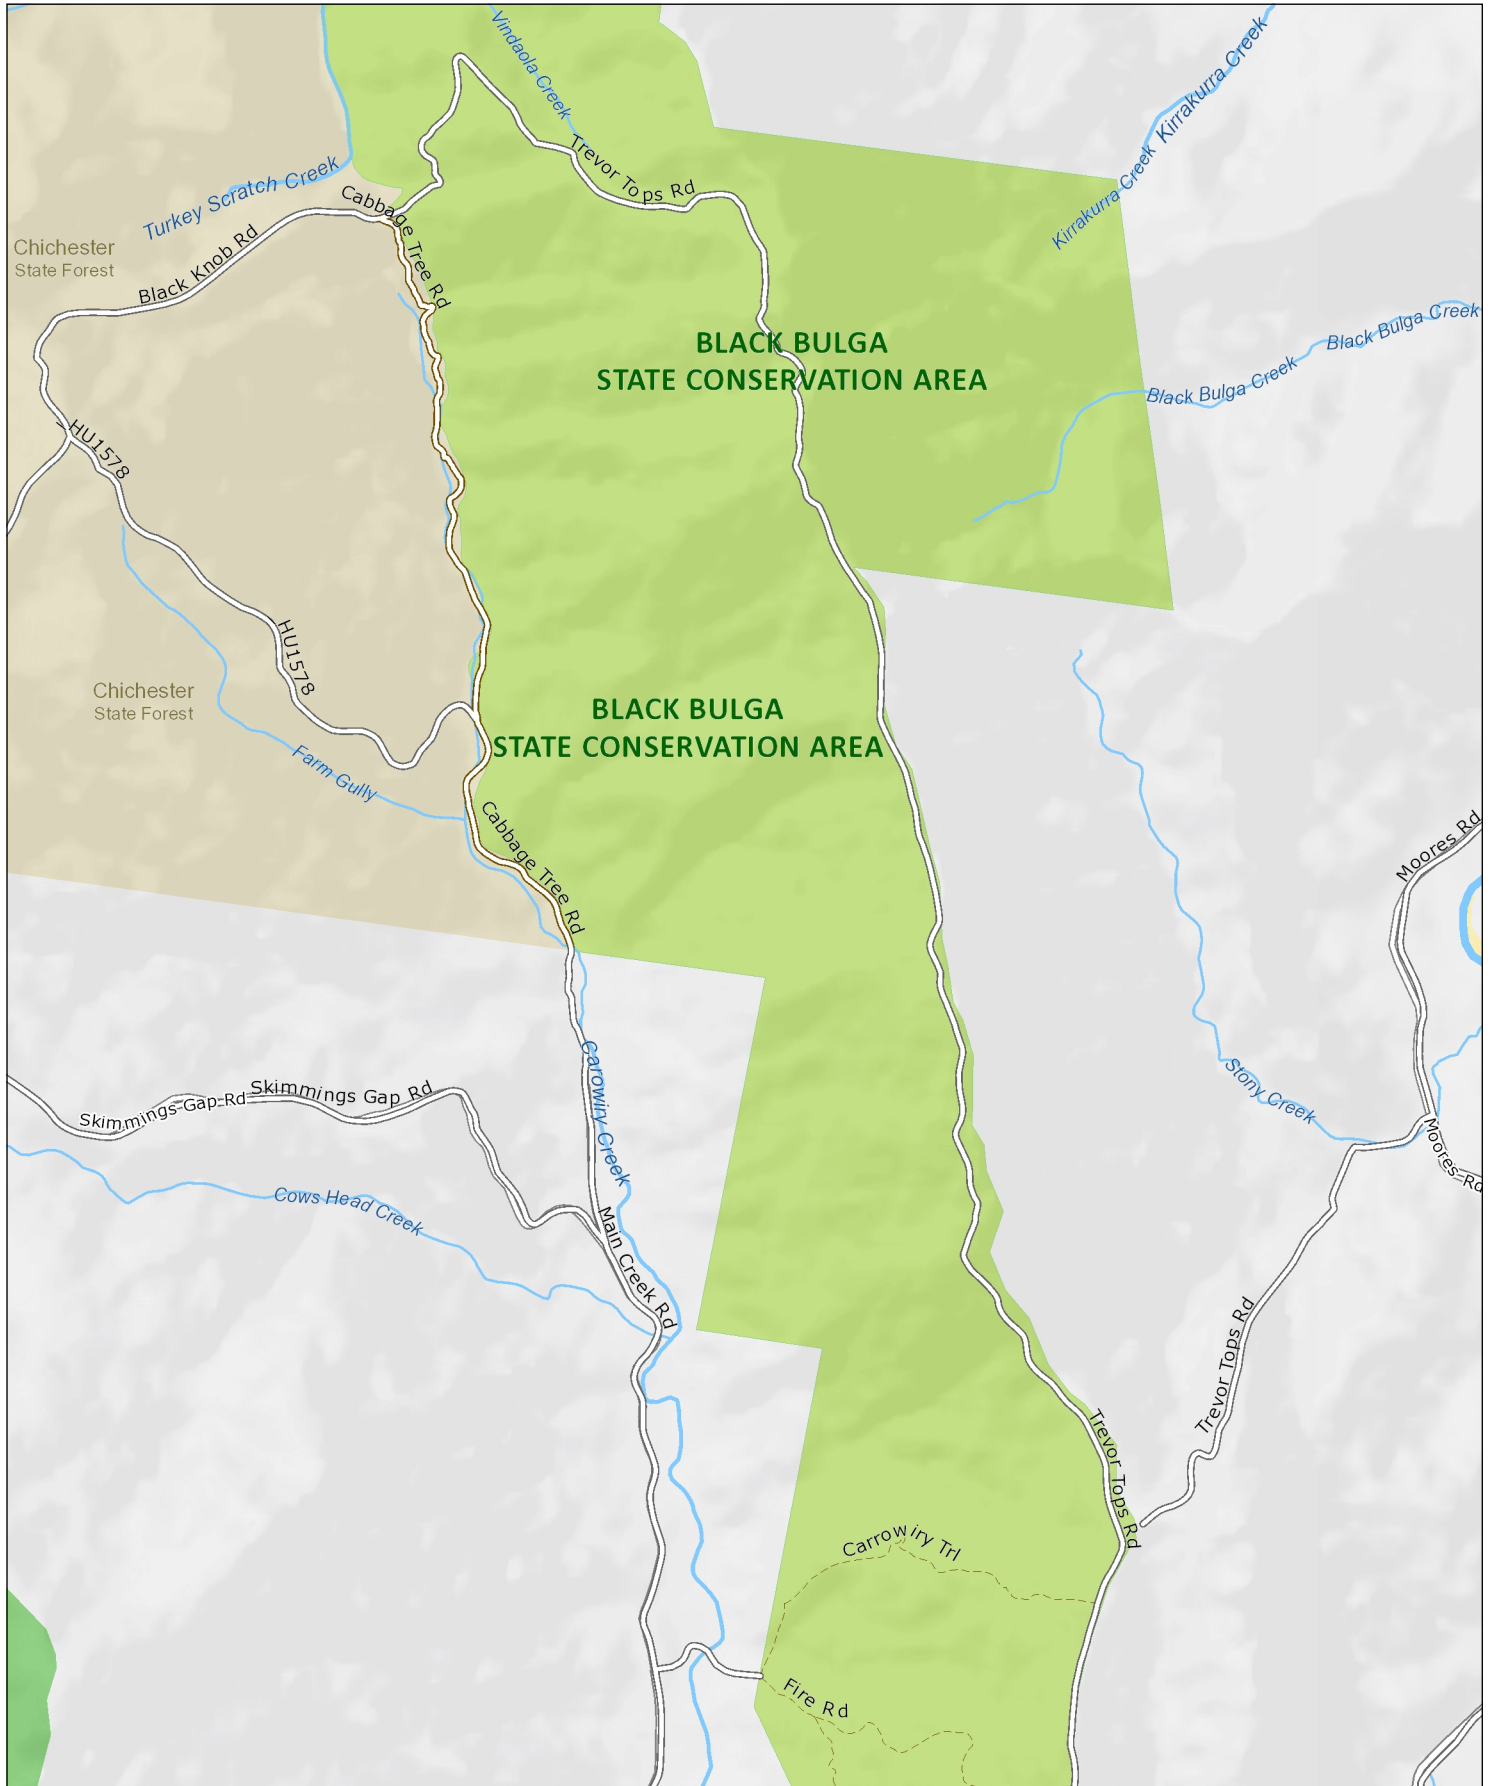 Vindaola Creek
Kirrakurra Creek
Kirrakurra Creek
Trevor Tops Rd
Turkey Scratch Creek
Cabbage Tree Rd
Chichester
State Forest
Black Knob Rd
BLACK BULGA
STATE CONSERVATION AREA
Black Bulga Creek
Black Bulga Creek
HU1578
HU1578
Chichester
State Forest
BLACK BULGA
STATE CONSERVATION AREA
Farm Gully
Cabbage Tree Rd
Moores Rd
Carowiry Creek
Skimmings Gap Rd
Skimmings Gap Rd
Stony Creek
Moores Rd
Cows Head Creek
Main Creek Rd
Trevor Tops Rd
Trevor Tops Rd
Carrowiry Trl
Fire Rd